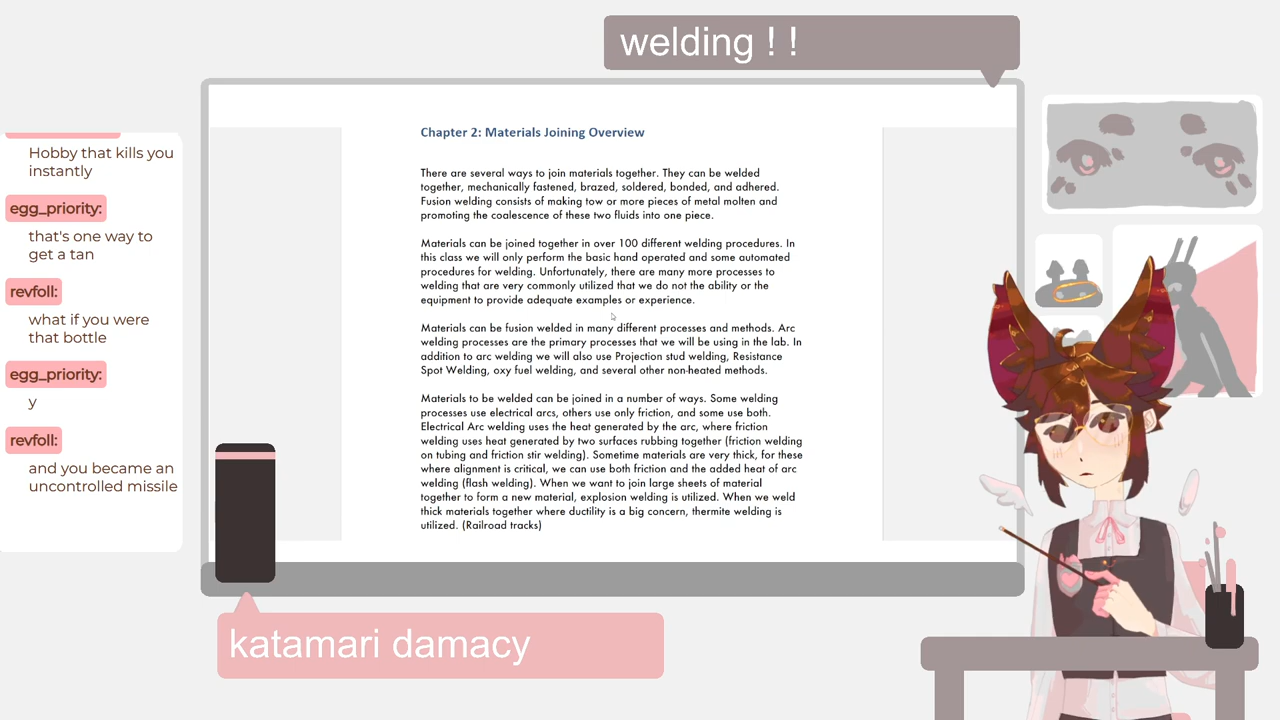 welding ! !
Hobby that kills you
instantly
egg_priority:
that's one way to
get a tan
revfoll:
what if you were
that bottle
egg_priority:
y
revfoll:
and you became an
uncontrolled missile
Chapter 2: Materials Joining Overview
There are several ways to join materials together. They can be welded
together, mechanically fastened, brazed, soldered, bonded, and adhered.
Fusion welding consists of making tow or more pieces of metal molten and
promoting the coalescence of these two fluids into one piece.
Materials can be joined together in over 100 different welding procedures. In
this class we will only perform the basic hand operated and some automated
procedures for welding. Unfortunately, there are many more processes to
welding that are very commonly utilized that we do not the ability or the
equipment to provide adequate examples or experience.
Materials can be fusion welded in many different processes and methods. Arc
welding processes are the primary processes that we will be using in the lab. In
addition to arc welding we will also use Projection stud welding, Resistance
Spot Welding, oxy fuel welding, and several other non-heated methods.
Materials to be welded can be joined in a number of ways. Some welding
processes use electrical arcs, others use only friction, and some use both.
Electrical Arc welding uses the heat generated by the arc, where friction
welding uses heat generated by two surfaces rubbing together (friction welding
on tubing and friction stir welding). Sometime materials are very thick, for these
where alignment is critical, we can use both friction and the added heat of arc
welding (flash welding). When we want to join large sheets of material
together to form a new material, explosion welding is utilized. When we weld
thick materials together where ductility is a big concern, thermite welding is
utilized. (Railroad tracks)
katamari damacy